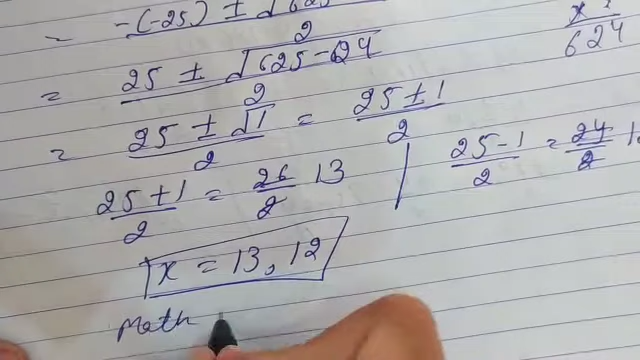 = -(-25) ± √625
2
= 25 ± √625-624
2
x
624
= 25 ± √1 = 25 ± 1
2 2
25 + 1 = 26 13
2 2
25 - 1 = 24
2 2
x = 13, 12
Math